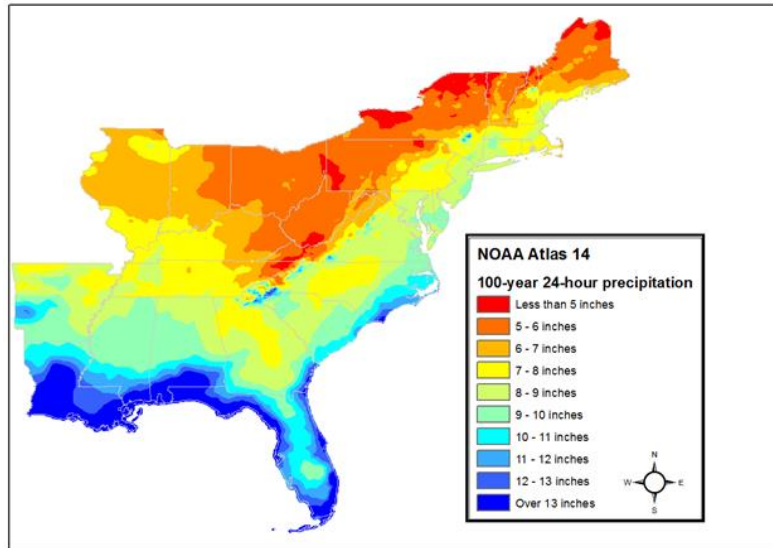 NOAA Atlas 14
100-year 24-hour precipitation
Less than 5 inches
5 - 6 inches
6 - 7 inches
7 - 8 inches
8 - 9 inches
9 - 10 inches
10 - 11 inches
11 - 12 inches
12 - 13 inches
Over 13 inches
N
W E
S